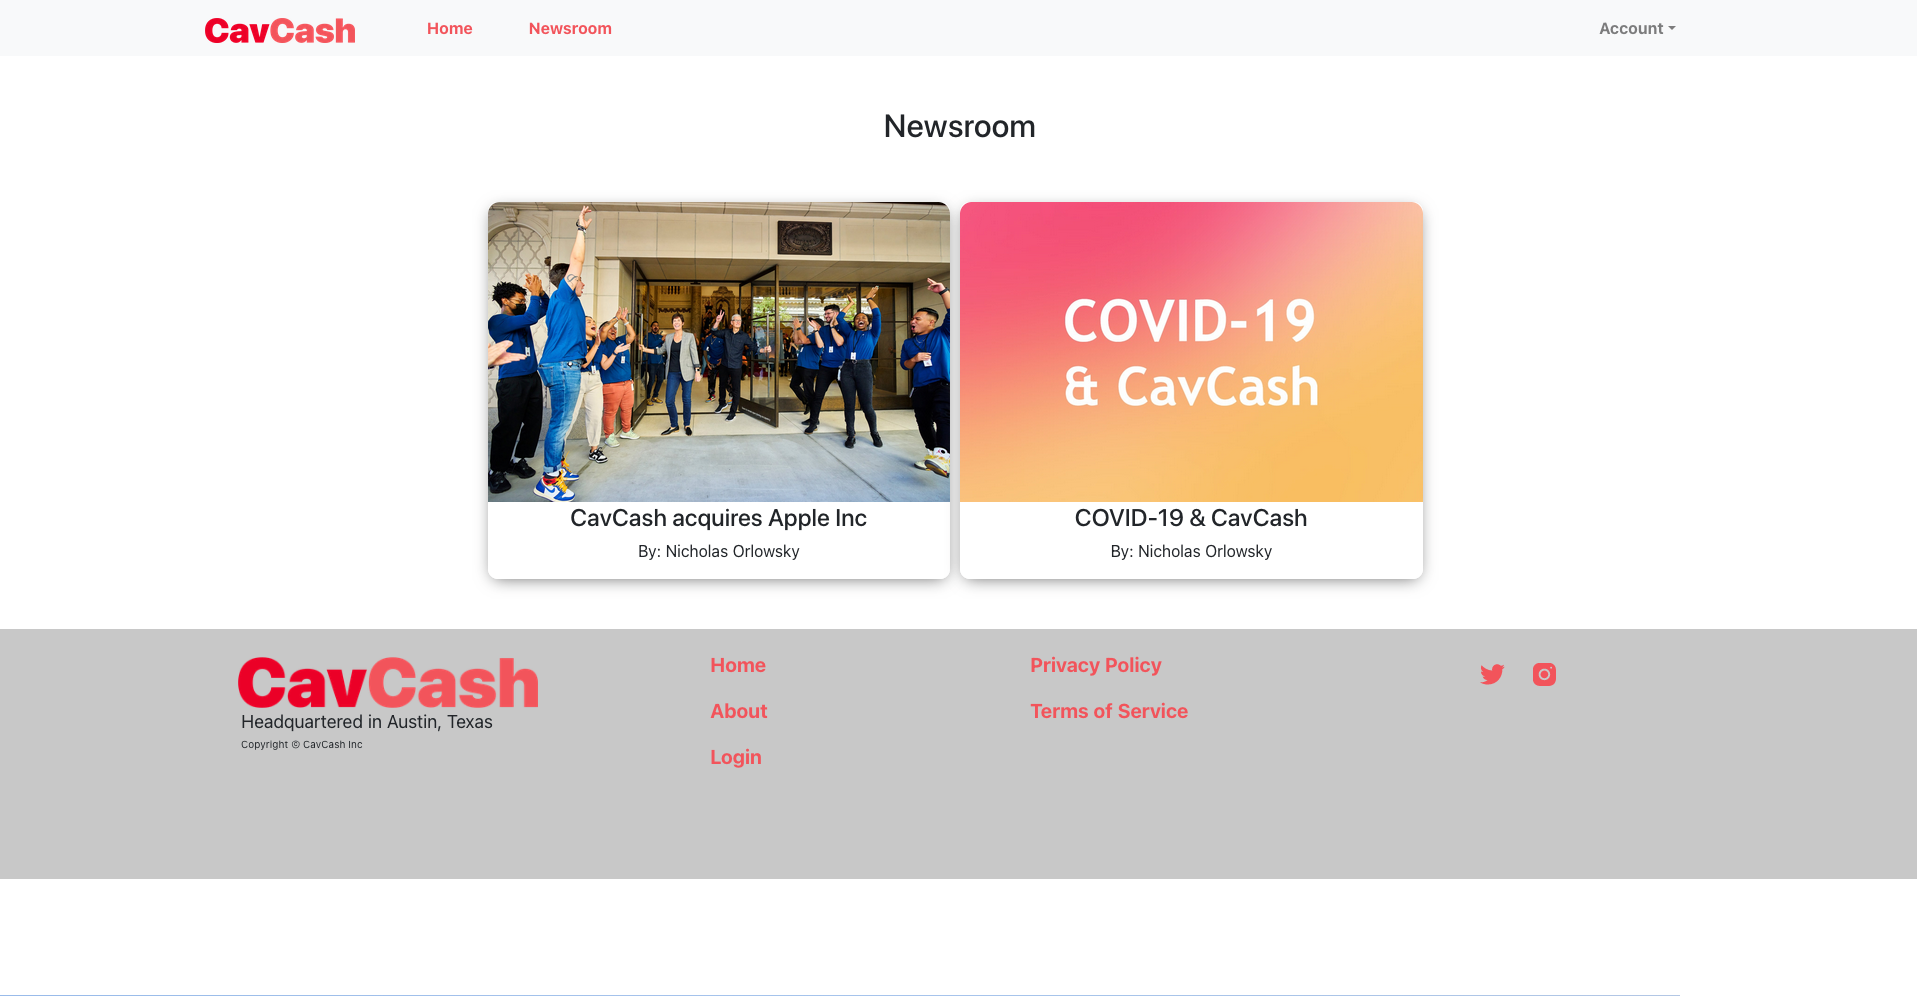 CavCash
Home
Newsroom
Account
Newsroom
COVID-19
& CavCash
CavCash acquires Apple Inc
By: Nicholas Orlowsky
COVID-19 & CavCash
By: Nicholas Orlowsky
CavCash
Headquartered in Austin, Texas
Copyright © CavCash Inc
Home
About
Login
Privacy Policy
Terms of Service